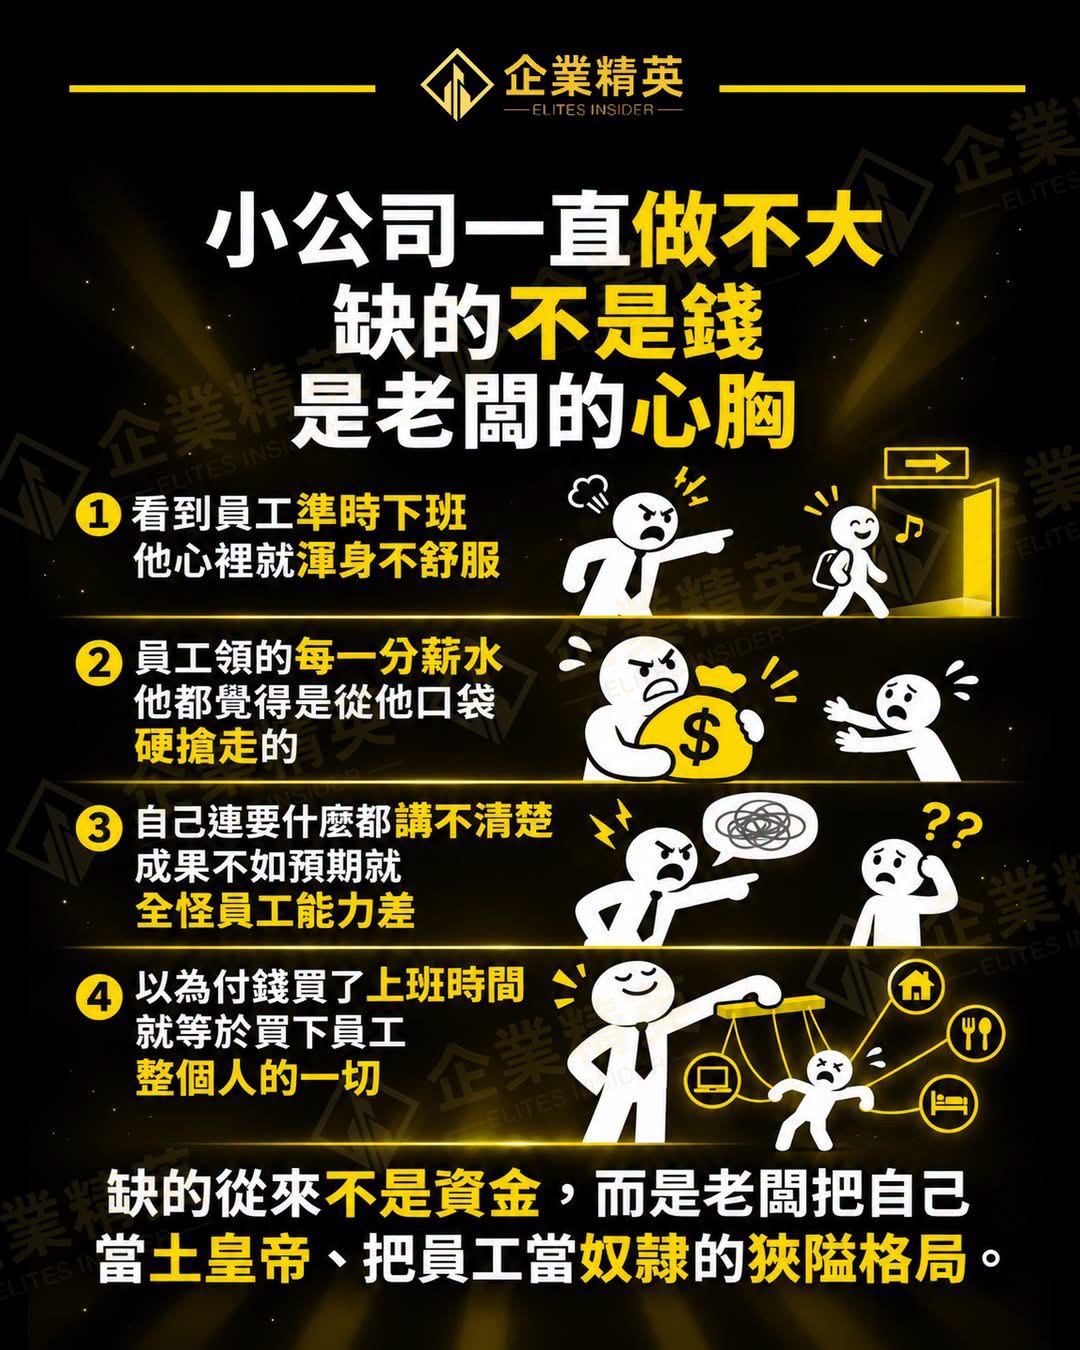 企業精英
ELITES INSIDER
小公司一直做不大
缺的不是錢
是老闆的心胸
1 看到員工準時下班
他心裡就渾身不舒服
2 員工領的每一分薪水
他都覺得是從他口袋
硬搶走的
$
3 自己連要什麼都講不清楚
成果不如預期就
全怪員工能力差
??
4 以為付錢買了上班時間
就等於買下員工
整個人的一切
缺的從來不是資金，而是老闆把自己
當土皇帝、把員工當奴隸的狹隘格局。